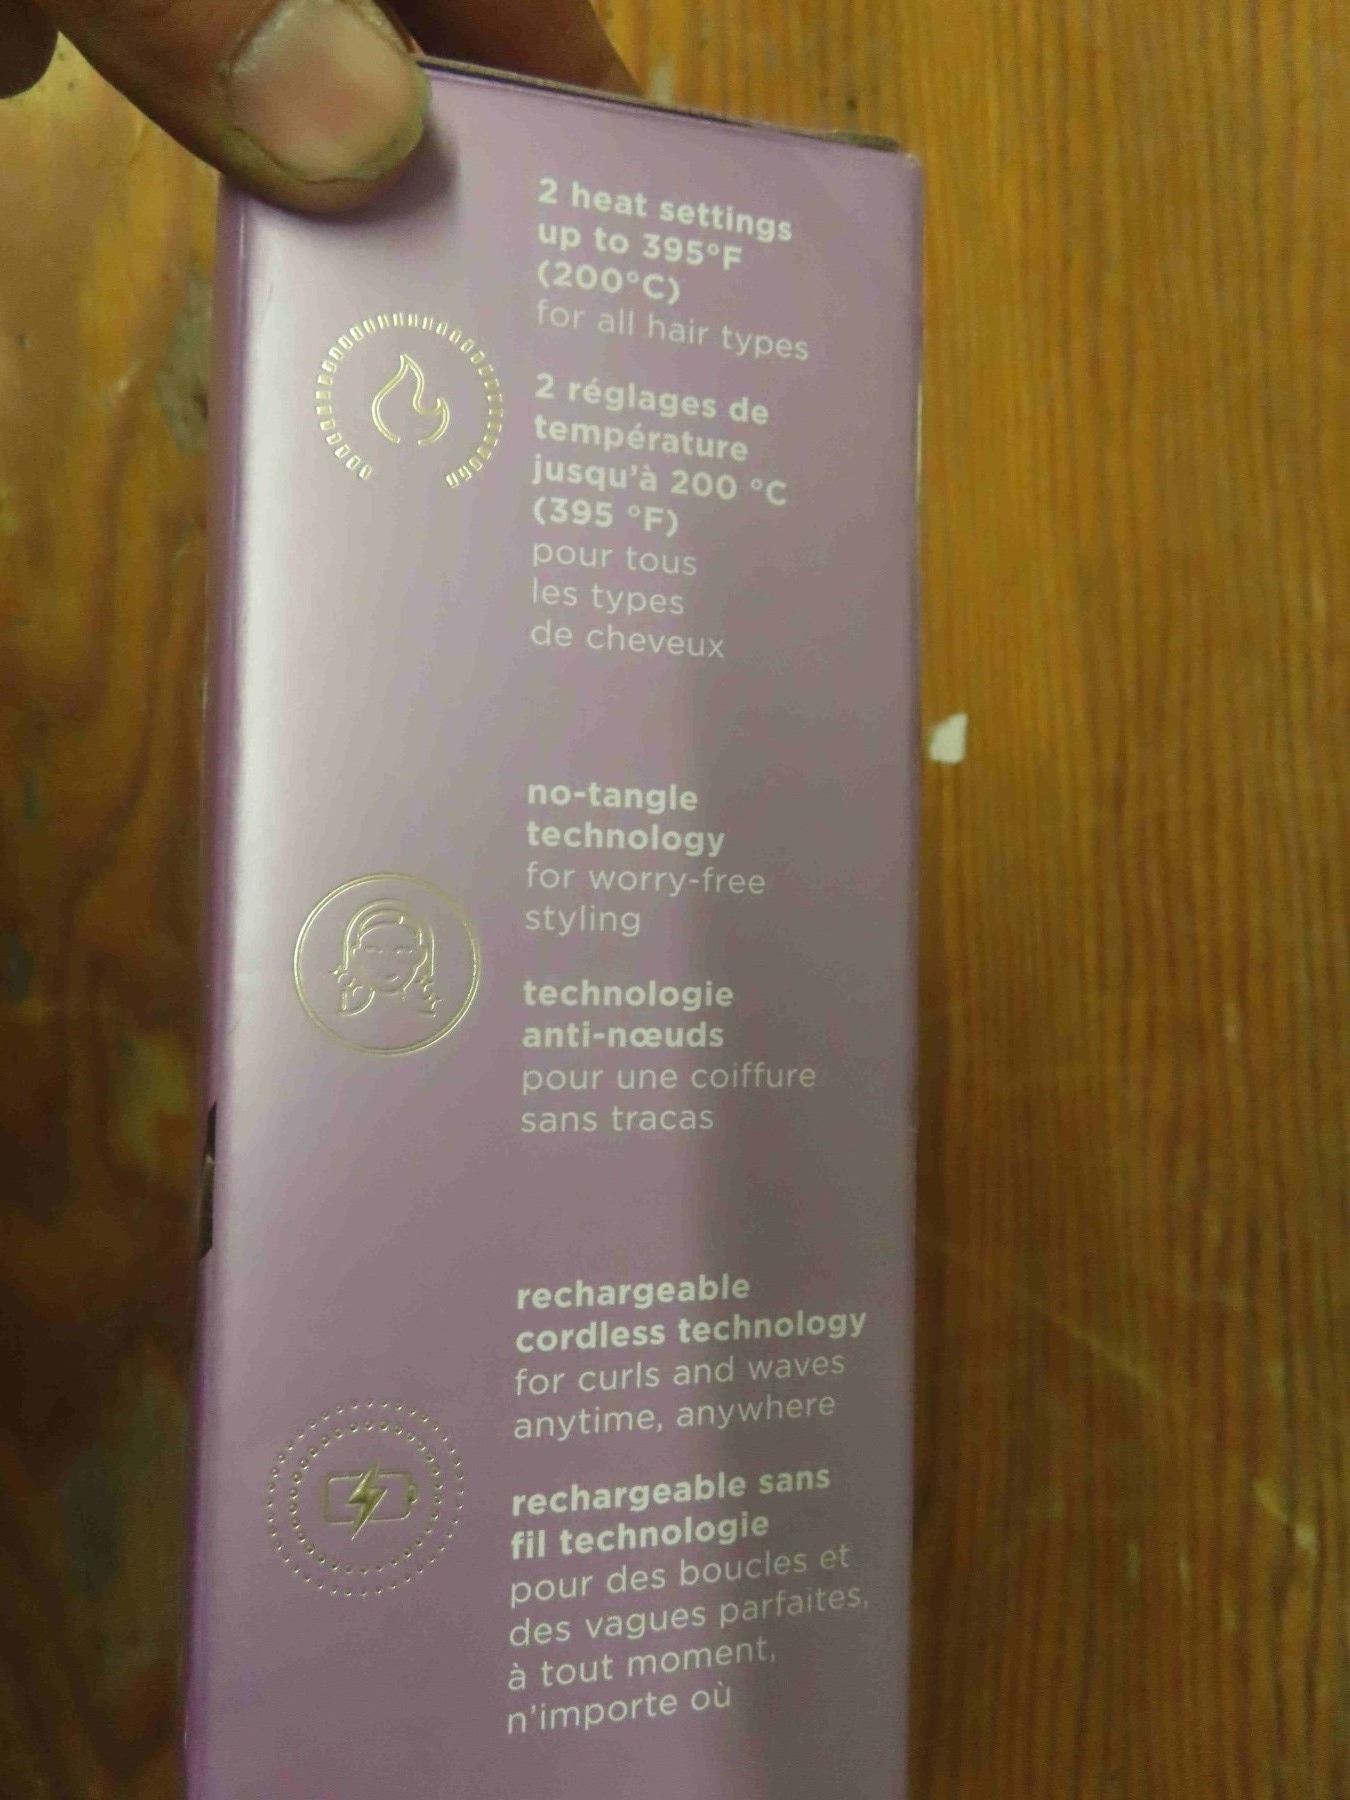 2 heat settings
up to 395°F
(200°C)
for all hair types
2 réglages de
température
jusqu'à 200 °C
(395 °F)
pour tous
les types
de cheveux
no-tangle
technology
for worry-free
styling
technologie
anti-nœuds
pour une coiffure
sans tracas
rechargeable
cordless technology
for curls and waves
anytime, anywhere
rechargeable sans
fil technologie
pour des boucles et
des vagues parfaites,
à tout moment,
n'importe où